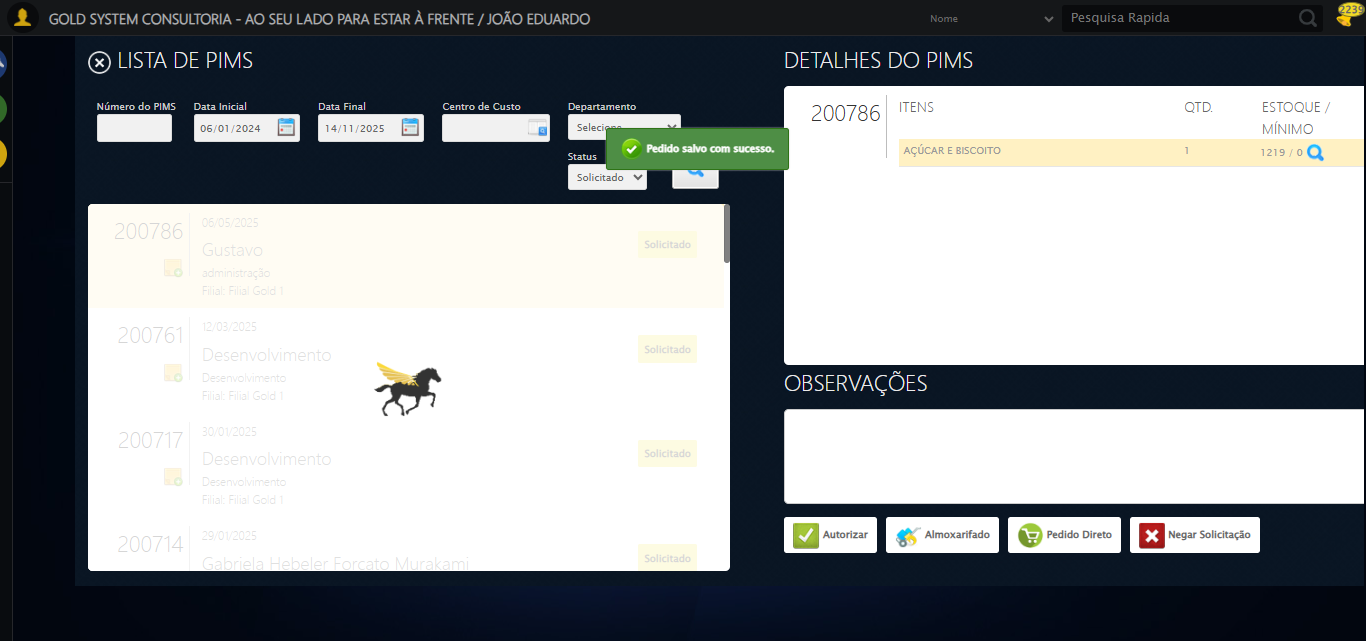 GOLD SYSTEM CONSULTORIA - AO SEU LADO PARA ESTAR À FRENTE / JOÃO EDUARDO
Nome
Pesquisa Rapida
2239
LISTA DE PIMS
Número do PIMS
Data Inicial
Data Final
Centro de Custo
Departamento
06/01/2024
14/11/2025
Selecione
Pedido salvo com sucesso.
Status
Solicitado
200786
06/05/2025
Gustavo
administração
Filial: Filial Gold 1
Solicitado
200761
12/03/2025
Desenvolvimento
Desenvolvimento
Filial: Filial Gold 1
Solicitado
200717
30/01/2025
Desenvolvimento
Desenvolvimento
Filial: Filial Gold 1
Solicitado
200714
29/01/2025
Gabriela Hebeler Forcato Murakami
Solicitado
DETALHES DO PIMS
200786
ITENS
QTD.
ESTOQUE /
MÍNIMO
AÇÚCAR E BISCOITO
1
1219 / 0
OBSERVAÇÕES
Autorizar
Almoxarifado
Pedido Direto
Negar Solicitação